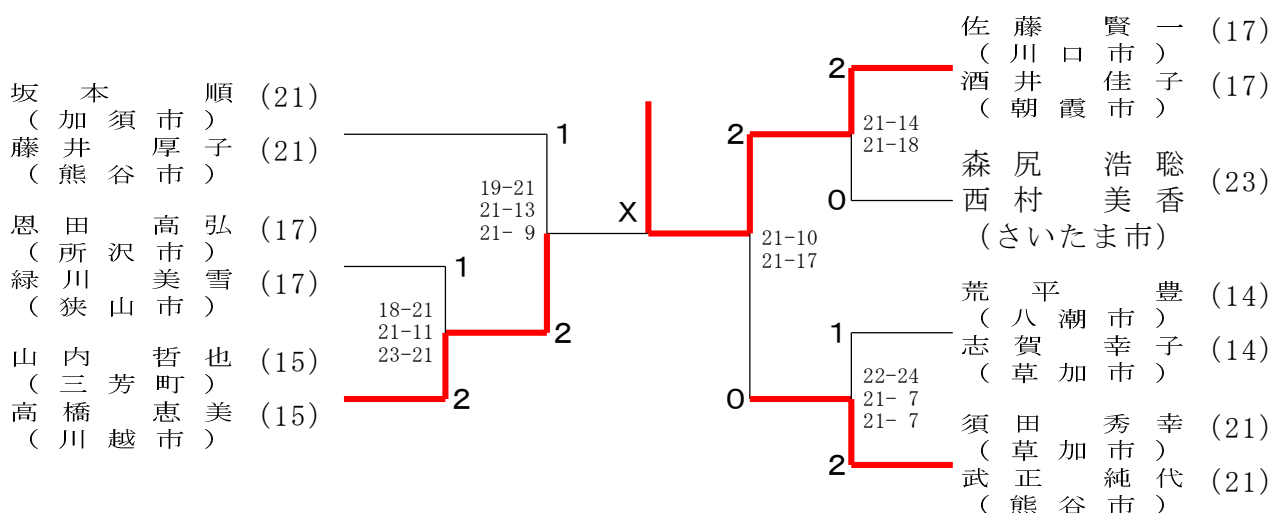 坂本 順 (21)
(加須市)
藤井 厚子 (21)
(熊谷市)
恩田 高弘 (17)
(所沢市)
緑川 美雪 (17)
(狭山市)
山内 哲也 (15)
(三芳町)
高橋 恵美 (15)
(川越市)
1
19-21
21-13
21- 9
1
18-21
21-11
23-21
2
2
X
2
21-10
21-17
0
2
21-14
21-18
0
1
22-24
21- 7
21- 7
2
佐藤 賢一 (17)
(川口市)
酒井 佳子 (17)
(朝霞市)
森尻 浩聡
(23)
西村 美香
(さいたま市)
荒平 豊 (14)
(八潮市)
志賀 幸子 (14)
(草加市)
須田 秀幸 (21)
(草加市)
武正 純代 (21)
(熊谷市)